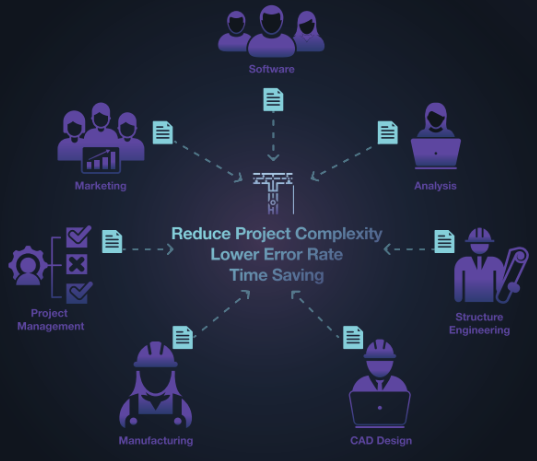 Software
Marketing
Analysis
Reduce Project Complexity
Lower Error Rate
Time Saving
Project
Management
Structure
Engineering
Manufacturing
CAD Design